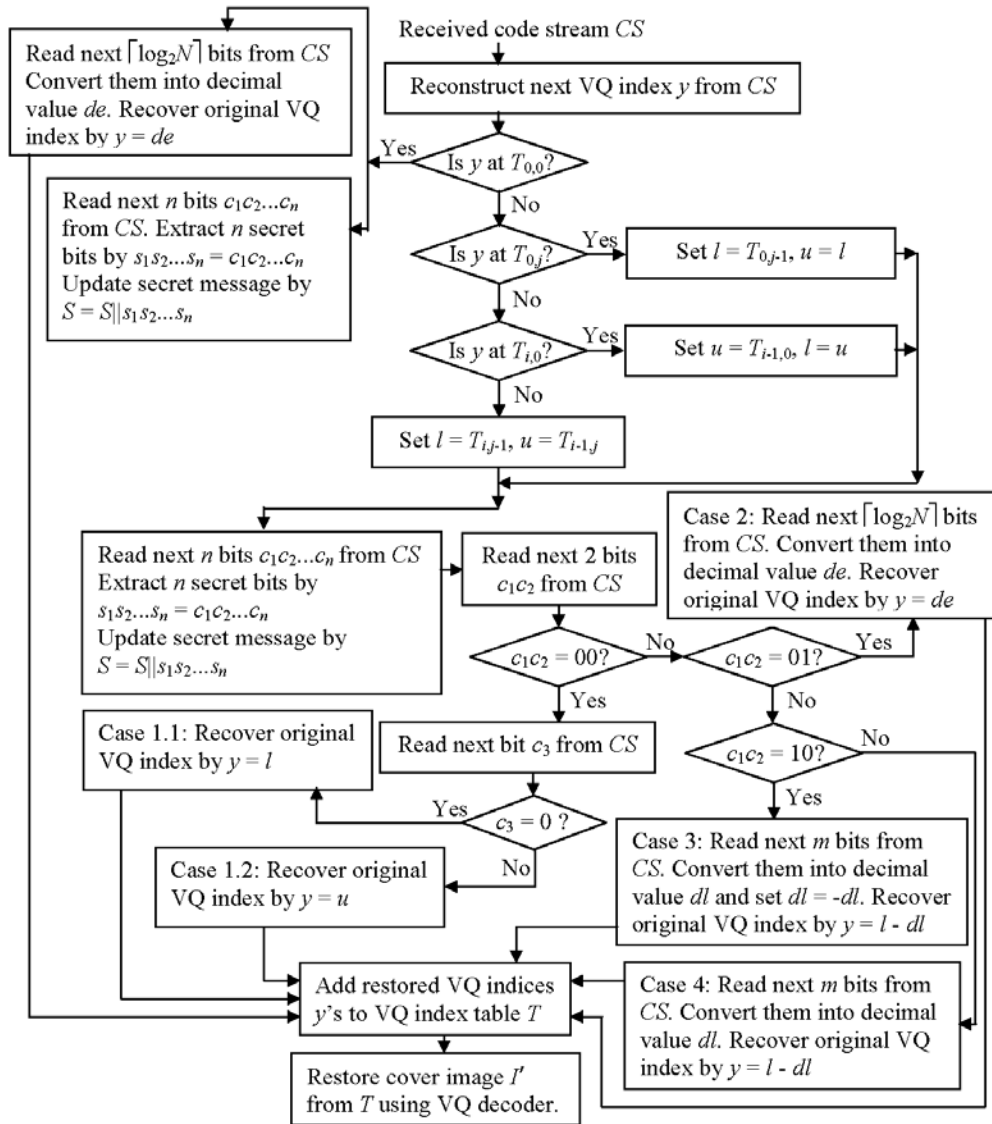 Received code stream CS
Reconstruct next VQ index y from CS
Read next ⌈log₂N⌉ bits from CS
Convert them into decimal
value de. Recover original VQ
index by y = de
Yes
Is y at T₀,₀?
No
Read next n bits c₁c₂...cₙ
from CS. Extract n secret
bits by s₁s₂...sₙ = c₁c₂...cₙ
Update secret message by
S = S||s₁s₂...sₙ
Is y at T₀,ⱼ?
Yes
Set l = T₀,ⱼ₋₁, u = l
No
Is y at Tᵢ,₀?
Yes
Set u = Tᵢ₋₁,₀, l = u
No
Set l = Tᵢ,ⱼ₋₁, u = Tᵢ₋₁,ⱼ
Read next n bits c₁c₂...cₙ from CS
Extract n secret bits by
s₁s₂...sₙ = c₁c₂...cₙ
Update secret message by
S = S||s₁s₂...sₙ
Read next 2 bits
c₁c₂ from CS
Case 2: Read next ⌈log₂N⌉ bits
from CS. Convert them into
decimal value de. Recover
original VQ index by y = de
c₁c₂ = 00?
No
c₁c₂ = 01?
Yes
Yes
No
Case 1.1: Recover original
VQ index by y = l
Read next bit c₃ from CS
c₁c₂ = 10?
No
Yes
Yes
c₃ = 0 ?
No
Case 1.2: Recover original
VQ index by y = u
Case 3: Read next m bits from
CS. Convert them into decimal
value dl and set dl = -dl. Recover
original VQ index by y = l - dl
Add restored VQ indices
y's to VQ index table T
Case 4: Read next m bits from
CS. Convert them into decimal
value dl. Recover original VQ
index by y = l - dl
Restore cover image I'
from T using VQ decoder.